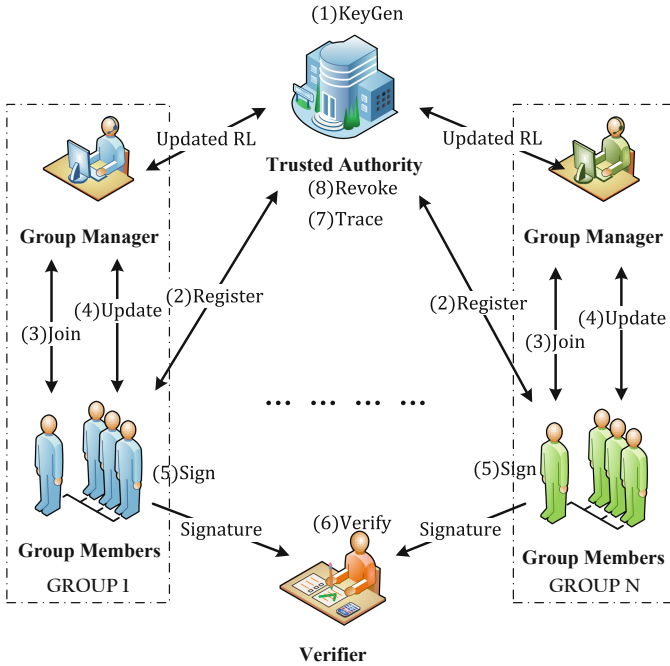 (1)KeyGen
Updated RL
Updated RL
Trusted Authority
(8)Revoke
(7)Trace
Group Manager
Group Manager
(2)Register
(2)Register
(4)Update
(3)Join
(4)Update
(3)Join
... ... ... ...
(5)Sign
(5)Sign
Signature
(6)Verify
Signature
Group Members
Group Members
GROUP 1
GROUP N
Verifier